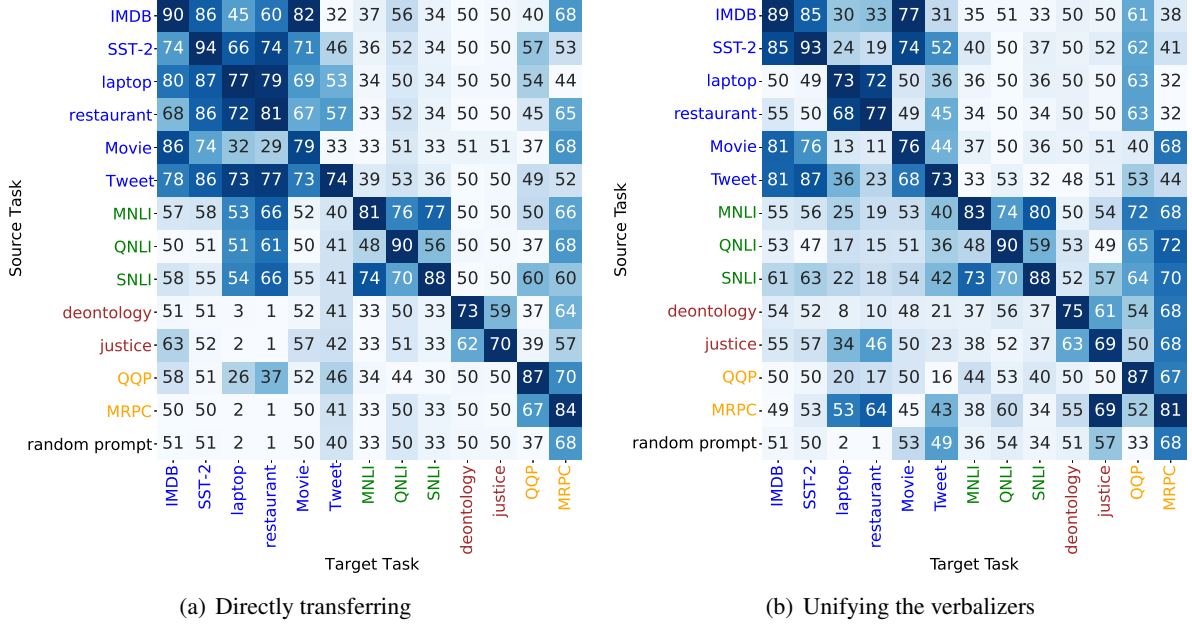 Source Task
IMDB 90 86 45 60 82 32 37 56 34 50 50 40 68
SST-2 74 94 66 74 71 46 36 52 34 50 50 57 53
laptop 80 87 77 79 69 53 34 50 34 50 50 54 44
restaurant 68 86 72 81 67 57 33 52 34 50 50 45 65
Movie 86 74 32 29 79 33 33 51 33 51 51 37 68
Tweet 78 86 73 77 73 74 39 53 36 50 50 49 52
MNLI 57 58 53 66 52 40 81 76 77 50 50 50 66
QNLI 50 51 51 61 50 41 48 90 56 50 50 37 68
SNLI 58 55 54 66 55 41 74 70 88 50 50 60 60
deontology 51 51 3 1 52 41 33 50 33 73 59 37 64
justice 63 52 2 1 57 42 33 51 33 62 70 39 57
QQP 58 51 26 37 52 46 34 44 30 50 50 87 70
MRPC 50 50 2 1 50 41 33 50 33 50 50 67 84
random prompt 51 51 2 1 50 40 33 50 33 50 50 37 68
IMDB SST-2 laptop restaurant Movie Tweet MNLI QNLI SNLI deontology justice QQP MRPC
Target Task
(a) Directly transferring
Source Task
IMDB 89 85 30 33 77 31 35 51 33 50 50 61 38
SST-2 85 93 24 19 74 52 40 50 37 50 52 62 41
laptop 50 49 73 72 50 36 36 50 36 50 50 63 32
restaurant 55 50 68 77 49 45 34 50 34 50 50 63 32
Movie 81 76 13 11 76 44 37 50 36 50 51 40 68
Tweet 81 87 36 23 68 73 33 53 32 48 51 53 44
MNLI 55 56 25 19 53 40 83 74 80 50 54 72 68
QNLI 53 47 17 15 51 36 48 90 59 53 49 65 72
SNLI 61 63 22 18 54 42 73 70 88 52 57 64 70
deontology 54 52 8 10 48 21 37 56 37 75 61 54 68
justice 55 57 34 46 50 23 38 52 37 63 69 50 68
QQP 50 50 20 17 50 16 44 53 40 50 50 87 67
MRPC 49 53 53 64 45 43 38 60 34 55 69 52 81
random prompt 51 50 2 1 53 49 36 54 34 51 57 33 68
IMDB SST-2 laptop restaurant Movie Tweet MNLI QNLI SNLI deontology justice QQP MRPC
Target Task
(b) Unifying the verbalizers